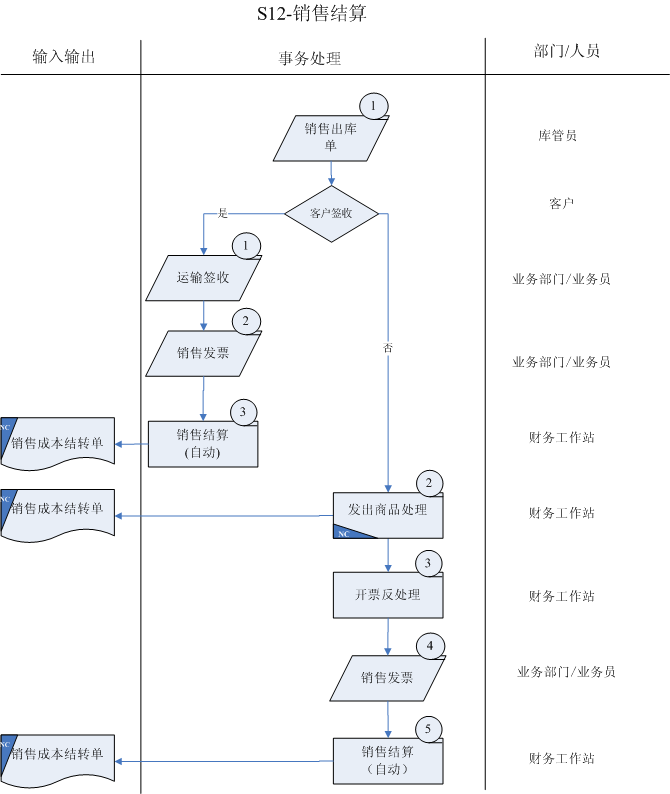 S12-销售结算
输入输出
事务处理
部门/人员
1
销售出库
单
库管员
客户签收
客户
是
1
运输签收
业务部门/业务员
2
销售发票
否
业务部门/业务员
3
销售结算
(自动)
NC
销售成本结转单
财务工作站
2
发出商品处理
NC
NC
销售成本结转单
财务工作站
3
开票反处理
财务工作站
4
销售发票
业务部门/业务员
5
销售结算
（自动）
NC
销售成本结转单
财务工作站